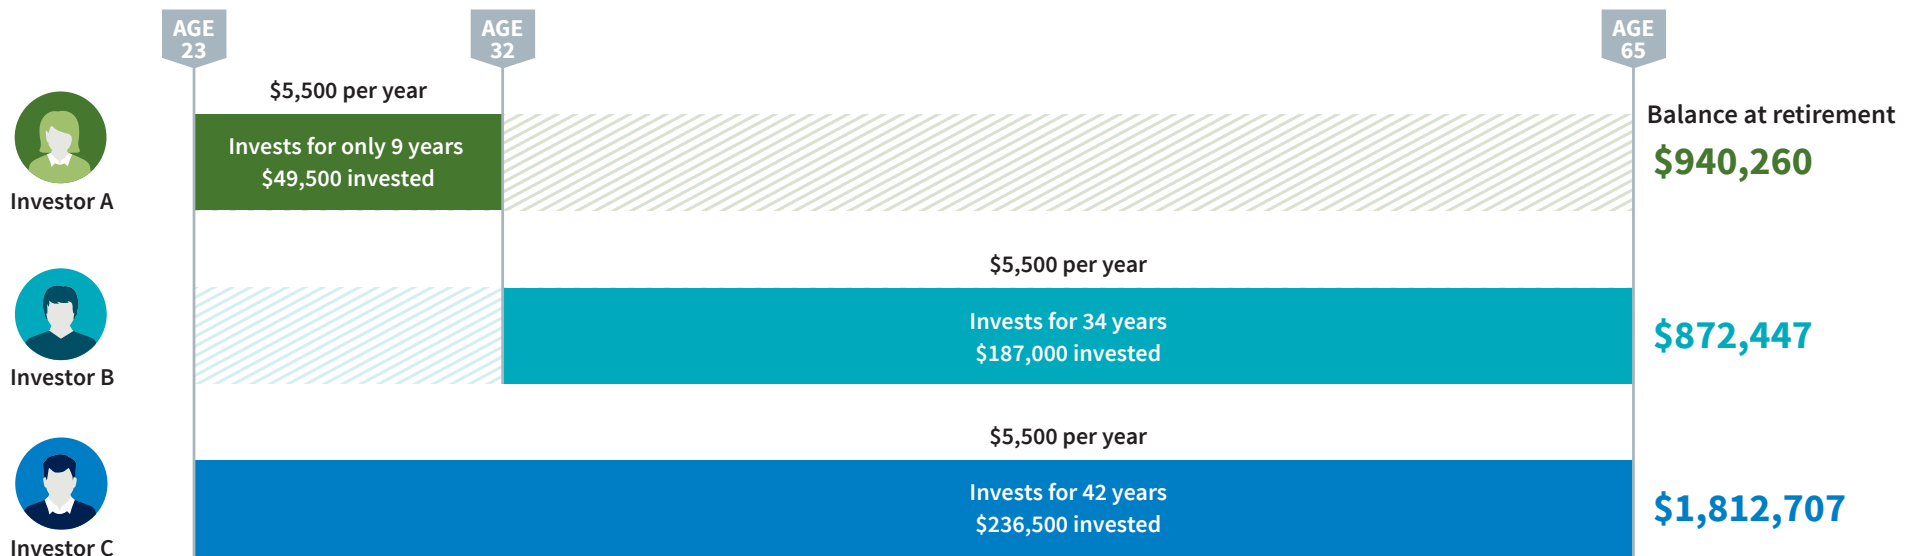 AGE
23
AGE
32
AGE
65
$5,500 per year
Balance at retirement
Invests for only 9 years
$49,500 invested
$940,260
Investor A
$5,500 per year
Invests for 34 years
$187,000 invested
$872,447
Investor B
$5,500 per year
Invests for 42 years
$236,500 invested
$1,812,707
Investor C